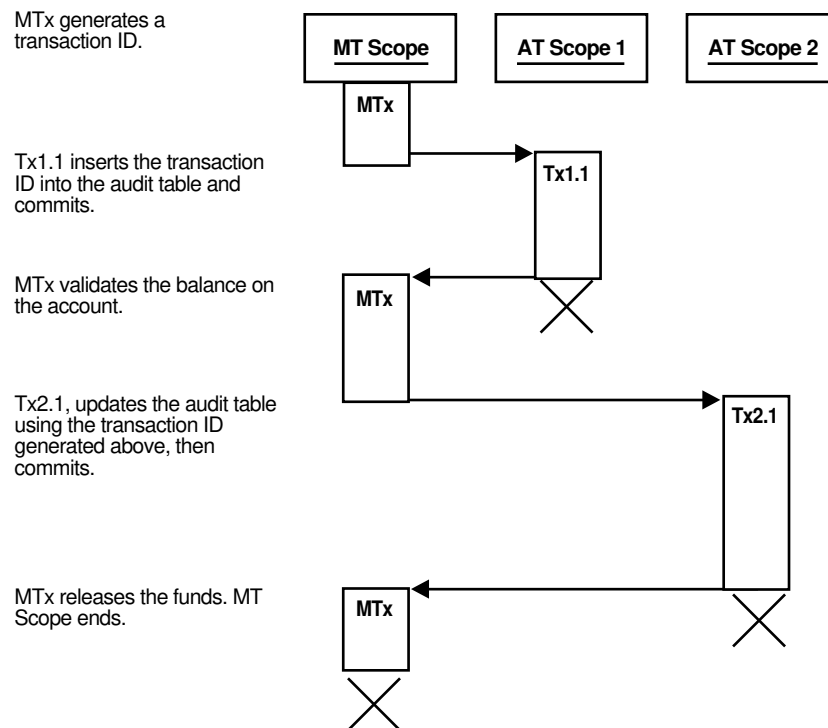 MTx generates a
transaction ID.
MT Scope
AT Scope 1
AT Scope 2
MTx
Tx1.1 inserts the transaction
ID into the audit table and
commits.
Tx1.1
MTx validates the balance on
the account.
MTx
Tx2.1, updates the audit table
using the transaction ID
generated above, then
commits.
Tx2.1
MTx releases the funds. MT
Scope ends.
MTx